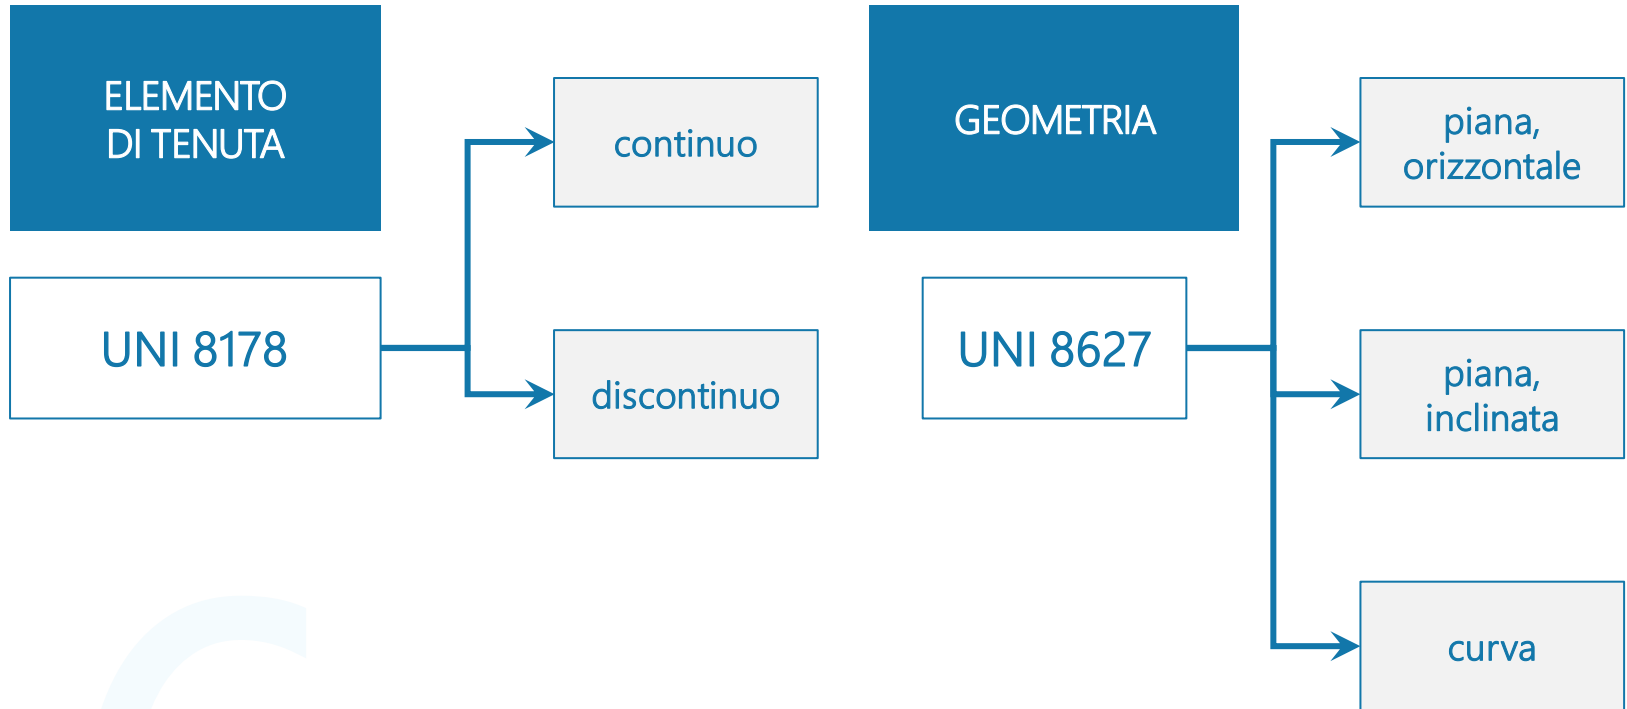 ELEMENTO
DI TENUTA
UNI 8178
continuo
discontinuo
GEOMETRIA
UNI 8627
piana,
orizzontale
piana,
inclinata
curva